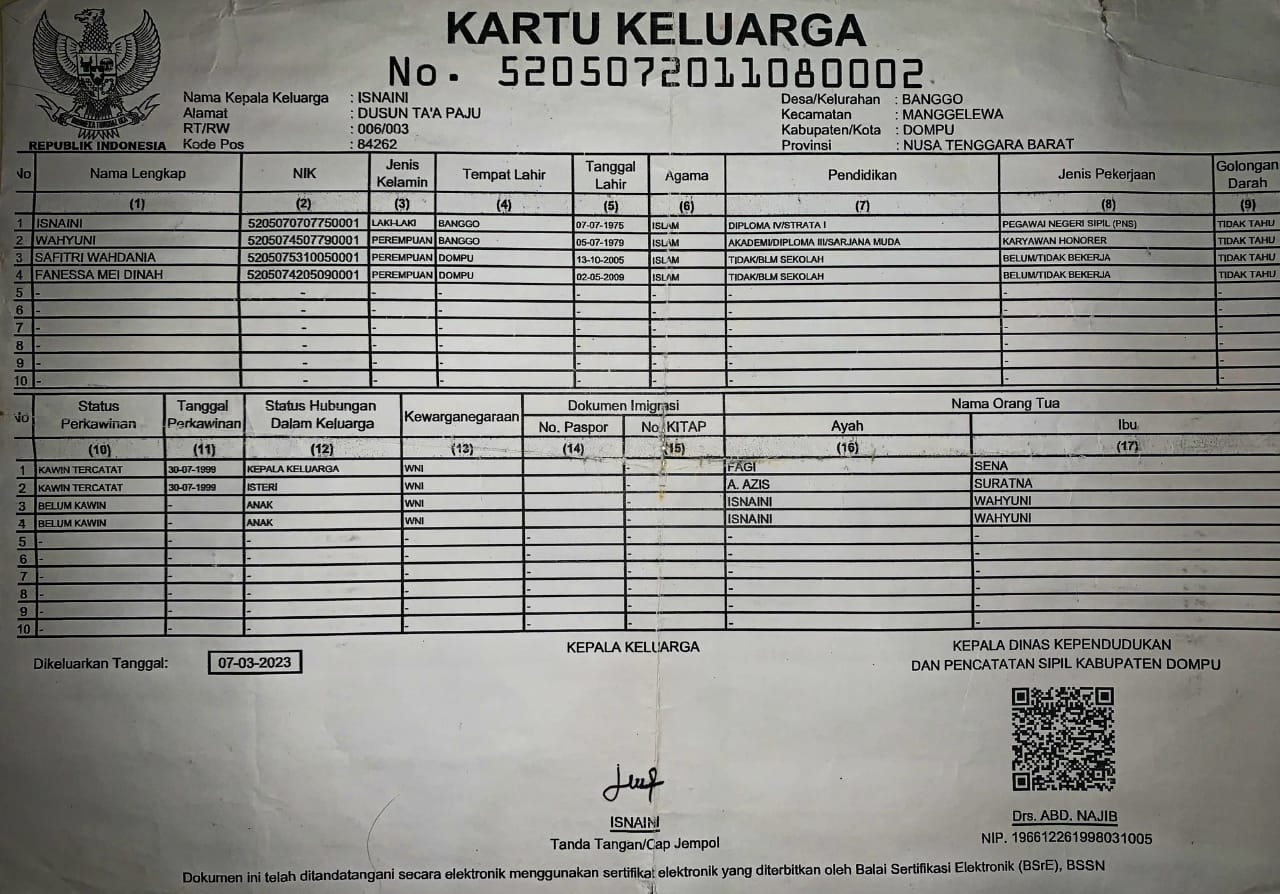 KARTU KELUARGA
No. 5205072011080002
REPUBLIK INDONESIA
Nama Kepala Keluarga : ISNAINI
Alamat : DUSUN TA'A PAJU
RT/RW : 006/003
Kode Pos : 84262
Desa/Kelurahan : BANGGO
Kecamatan : MANGGELEWA
Kabupaten/Kota : DOMPU
Provinsi : NUSA TENGGARA BARAT
No Nama Lengkap NIK Jenis Kelamin Tempat Lahir Tanggal Lahir Agama Pendidikan Jenis Pekerjaan Golongan Darah
(1) (2) (3) (4) (5) (6) (7) (8) (9)
1 ISNAINI 5205070707750001 LAKI-LAKI BANGGO 07-07-1975 ISLAM DIPLOMA IV/STRATA I PEGAWAI NEGERI SIPIL (PNS) TIDAK TAHU
2 WAHYUNI 5205074507790001 PEREMPUAN BANGGO 05-07-1979 ISLAM AKADEMI/DIPLOMA III/SARJANA MUDA KARYAWAN HONORER TIDAK TAHU
3 SAFITRI WAHDANIA 5205075310050001 PEREMPUAN DOMPU 13-10-2005 ISLAM TIDAK/BLM SEKOLAH BELUM/TIDAK BEKERJA TIDAK TAHU
4 FANESSA MEI DINAH 5205074205090001 PEREMPUAN DOMPU 02-05-2009 ISLAM TIDAK/BLM SEKOLAH BELUM/TIDAK BEKERJA TIDAK TAHU
5 - - - - - - - - -
6 - - - - - - - - -
7 - - - - - - - - -
8 - - - - - - - - -
9 - - - - - - - - -
10 - - - - - - - - -
No Status Perkawinan Tanggal Perkawinan Status Hubungan Dalam Keluarga Kewarganegaraan Dokumen Imigrasi Nama Orang Tua
No. Paspor No. KITAP Ayah Ibu
(10) (11) (12) (13) (14) (15) (16) (17)
1 KAWIN TERCATAT 30-07-1999 KEPALA KELUARGA WNI - FAGI SENA
2 KAWIN TERCATAT 30-07-1999 ISTERI WNI - A. AZIS SURATNA
3 BELUM KAWIN - ANAK WNI - ISNAINI WAHYUNI
4 BELUM KAWIN - ANAK WNI - ISNAINI WAHYUNI
5 - - - - - - - -
6 - - - - - - - -
7 - - - - - - - -
8 - - - - - - - -
9 - - - - - - - -
10 - - - - - - - -
Dikeluarkan Tanggal: 07-03-2023
KEPALA KELUARGA
ISNAINI
Tanda Tangan/Cap Jempol
KEPALA DINAS KEPENDUDUKAN
DAN PENCATATAN SIPIL KABUPATEN DOMPU
Drs. ABD. NAJIB
NIP. 196612261998031005
Dokumen ini telah ditandatangani secara elektronik menggunakan sertifikat elektronik yang diterbitkan oleh Balai Sertifikasi Elektronik (BSrE), BSSN